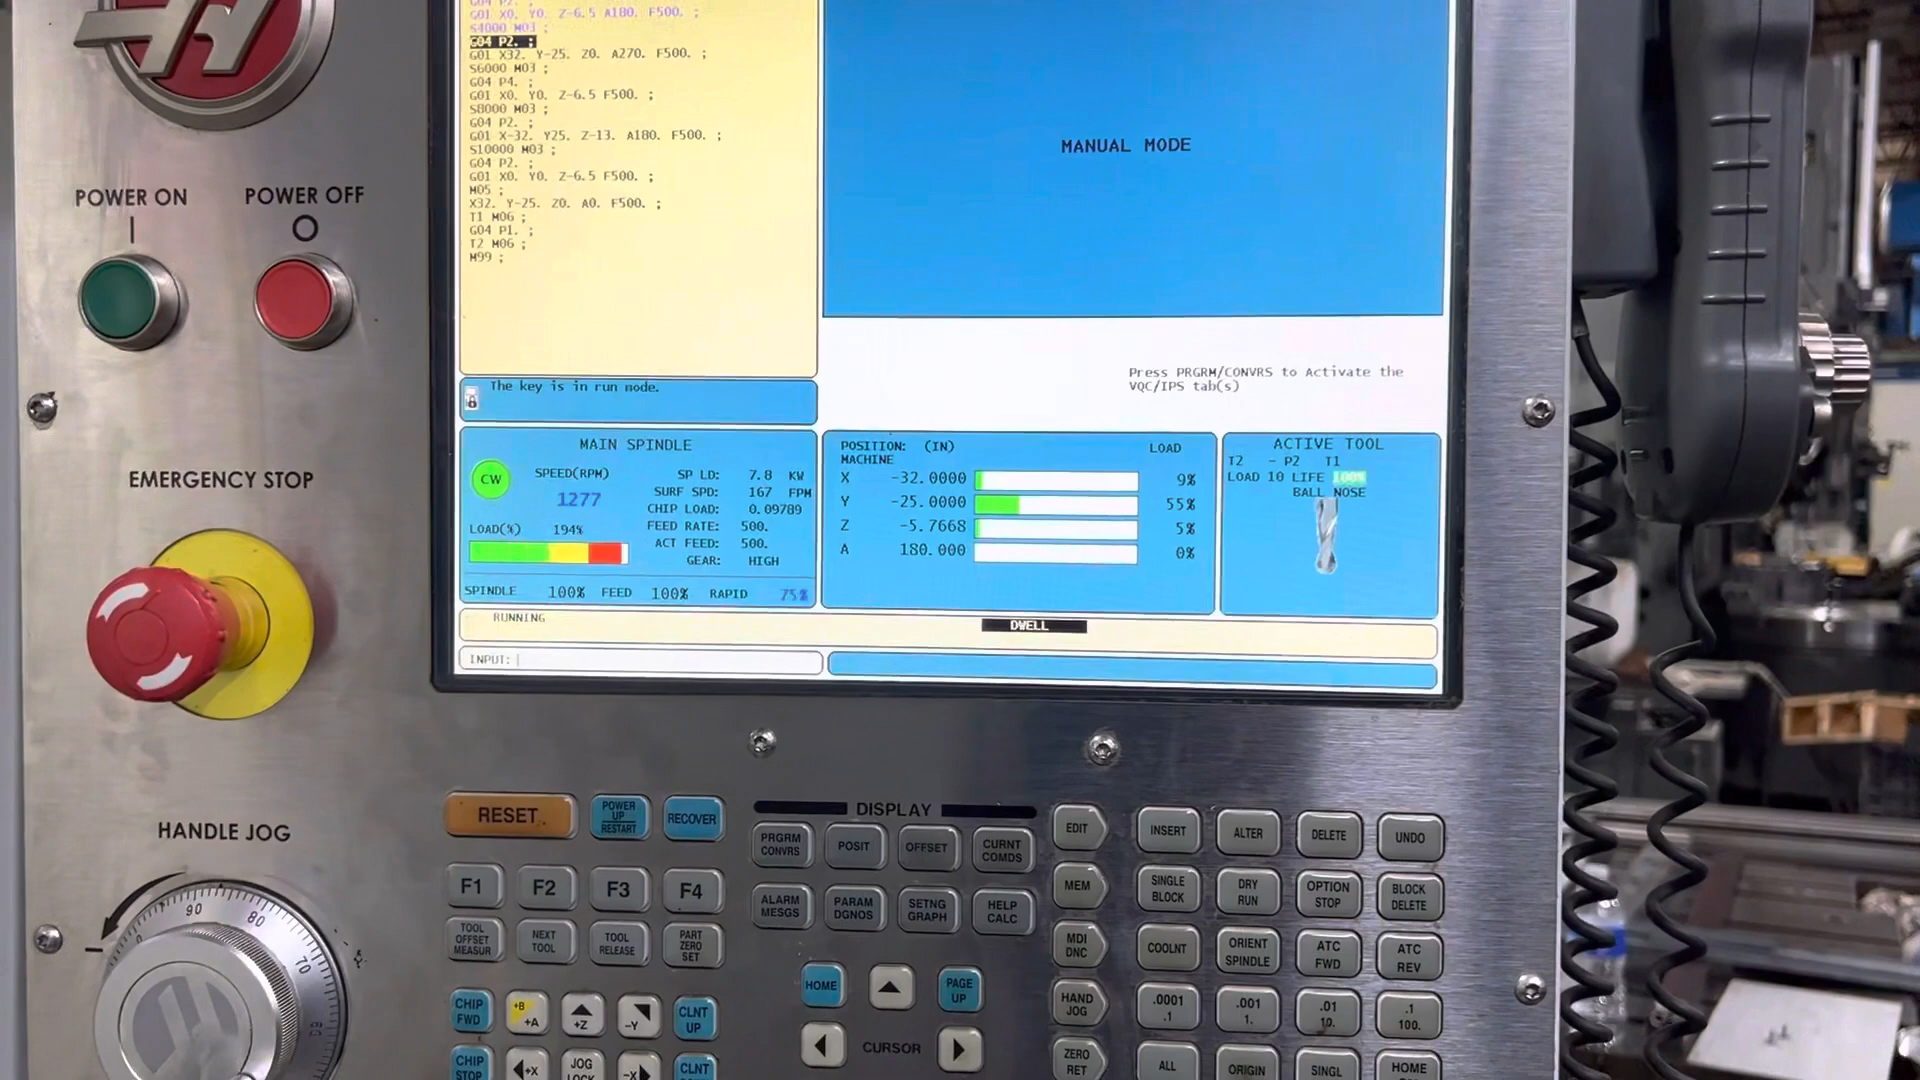 G04 P2. ;
G01 X0. Y0. Z-6.5 A180. F500. ;
S4000 M03 ;
G04 P2. ;
G01 X32. Y-25. Z0. A270. F500. ;
S6000 M03 ;
G04 P4. ;
G01 X0. Y0. Z-6.5 F500. ;
S8000 M03 ;
G04 P2. ;
G01 X-32. Y25. Z-13. A180. F500. ;
S10000 M03 ;
G04 P2. ;
G01 X0. Y0. Z-6.5 F500. ;
M05 ;
X32. Y-25. Z0. A0. F500. ;
T1 M06 ;
G04 P1. ;
T2 M06 ;
M99 ;
MANUAL MODE
Press PRGRM/CONVRS to Activate the
VQC/IPS tab(s)
The key is in run mode.
MAIN SPINDLE
CW
SPEED(RPM)
1277
LOAD(%) 194%
SP LD: 7.8 KW
SURF SPD: 167 FPM
CHIP LOAD: 0.09789
FEED RATE: 500.
ACT FEED: 500.
GEAR: HIGH
SPINDLE 100% FEED 100% RAPID 75%
POSITION: (IN) LOAD
MACHINE
X -32.0000 9%
Y -25.0000 55%
Z -5.7668 5%
A 180.000 0%
ACTIVE TOOL
T2 - P2 T1
LOAD 10 LIFE 100%
BALL NOSE
RUNNING
DWELL
INPUT:
POWER ON
POWER OFF
EMERGENCY STOP
HANDLE JOG
90
80
70
60
RESET
POWER
UP
RESTART
RECOVER
F1
F2
F3
F4
TOOL
OFFSET
MEASUR
NEXT
TOOL
TOOL
RELEASE
PART
ZERO
SET
CHIP
FWD
+B
+A
+Z
-Y
CLNT
UP
CHIP
STOP
+X
JOG
LOCK
-X
CLNT
DISPLAY
PRGRM
CONVRS
POSIT
OFFSET
CURNT
COMDS
ALARM
MESGS
PARAM
DGNOS
SETNG
GRAPH
HELP
CALC
HOME
PAGE
UP
CURSOR
EDIT
INSERT
ALTER
DELETE
UNDO
MEM
SINGLE
BLOCK
DRY
RUN
OPTION
STOP
BLOCK
DELETE
MDI
DNC
COOLNT
ORIENT
SPINDLE
ATC
FWD
ATC
REV
HAND
JOG
.0001
.1
.001
1.
.01
10.
.1
100.
ZERO
RET
ALL
ORIGIN
SINGL
HOME